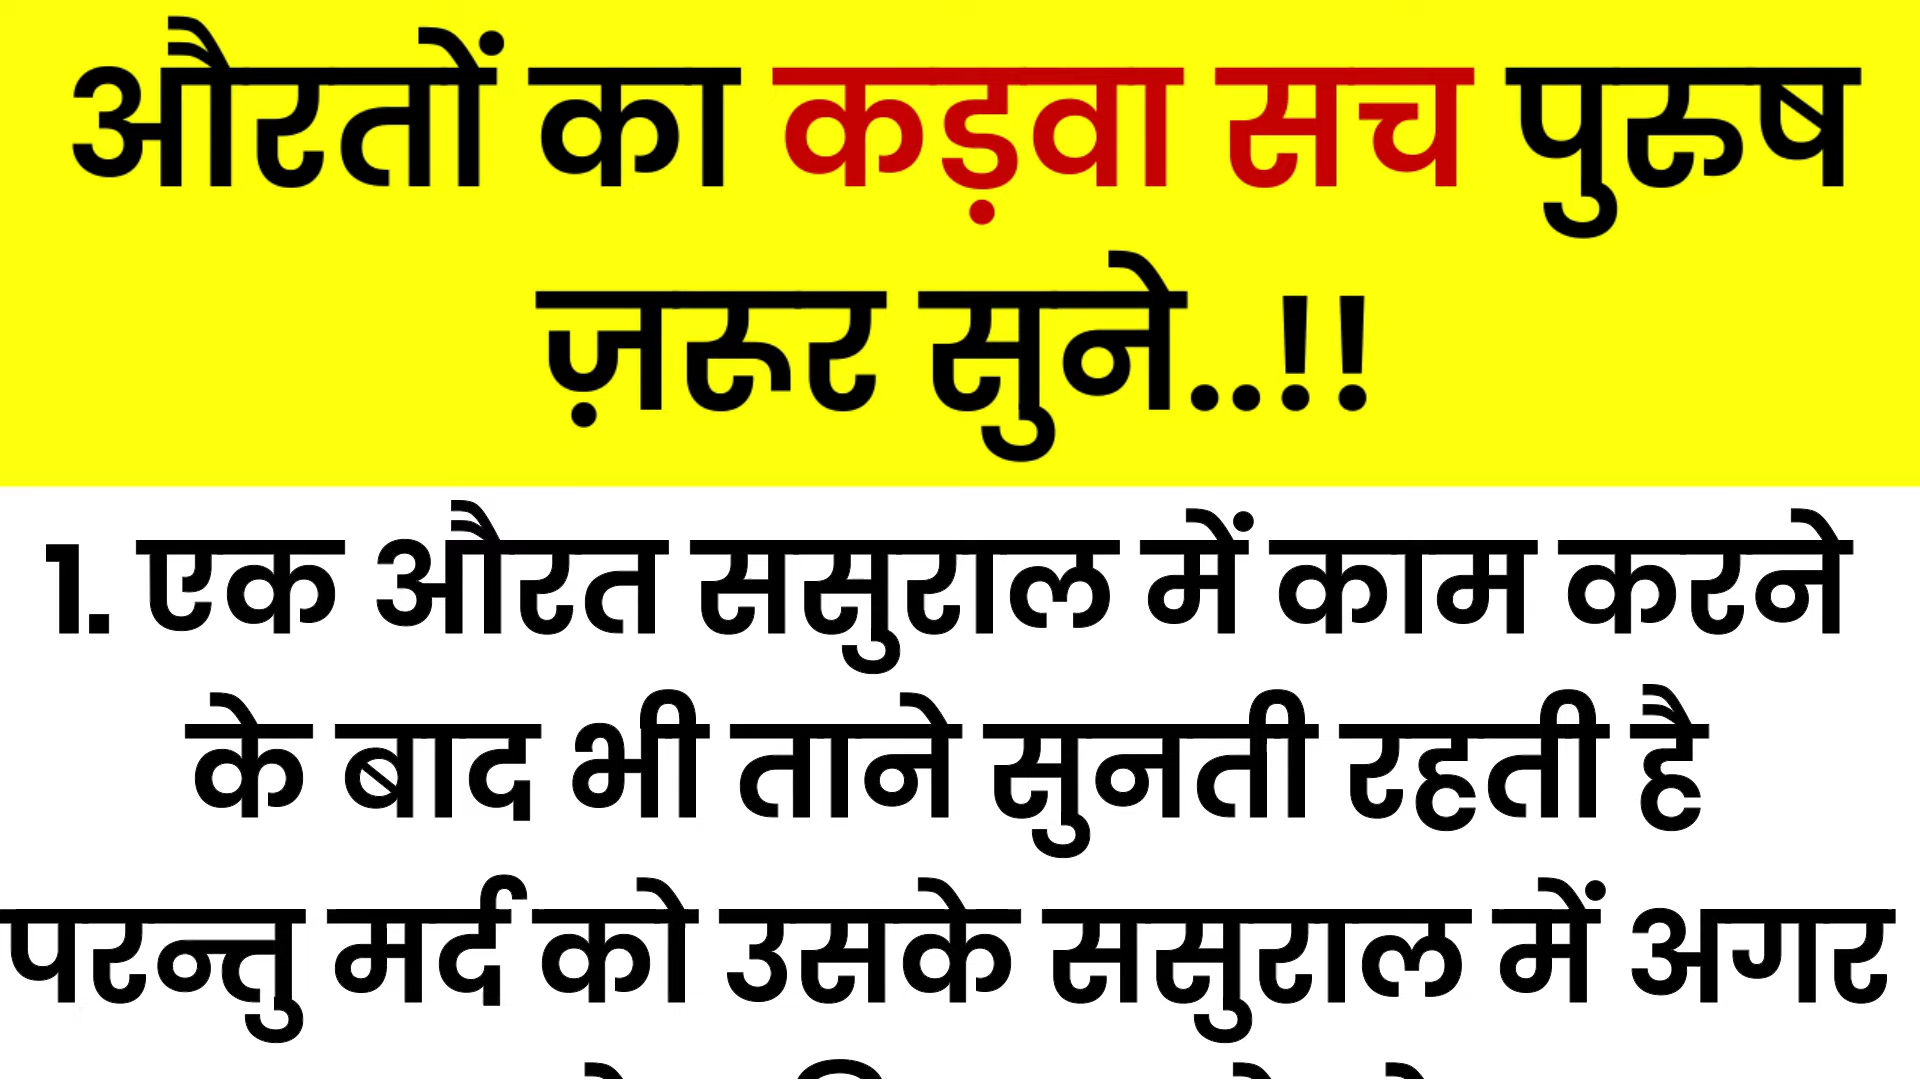 औरतों का कड़वा सच पुरुष
ज़रूर सुने..!!
1. एक औरत ससुराल में काम करने
के बाद भी ताने सुनती रहती है
परन्तु मर्द को उसके ससुराल में अगर